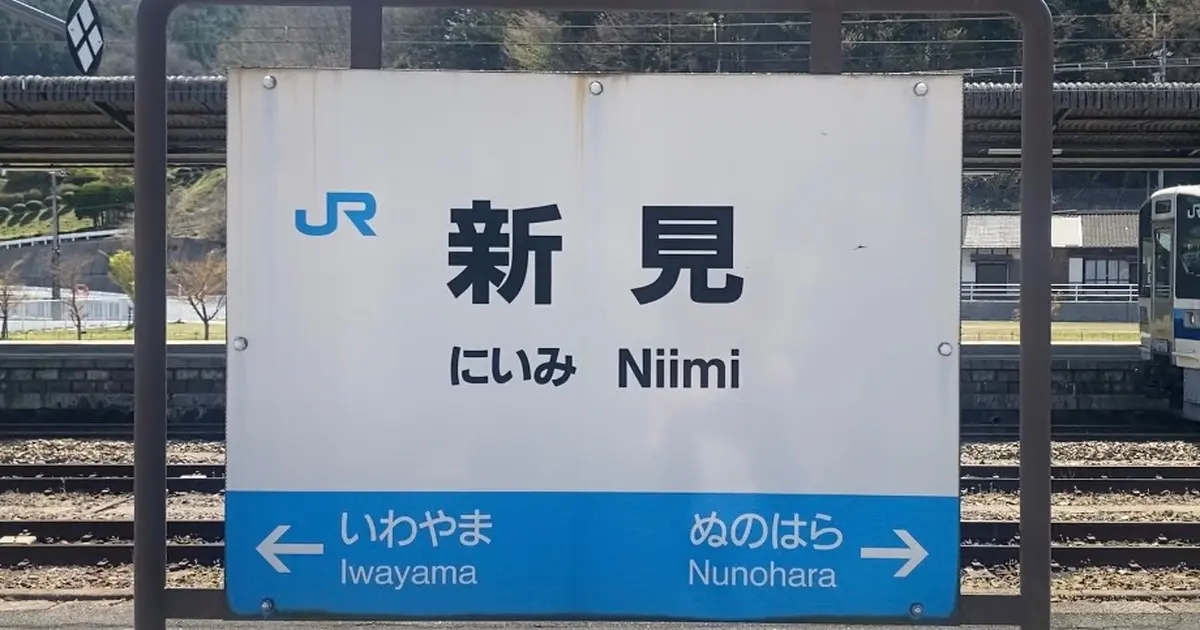 JR
新見
にいみ Niimi
いわやま
Iwayama
ぬのはら
Nunohara